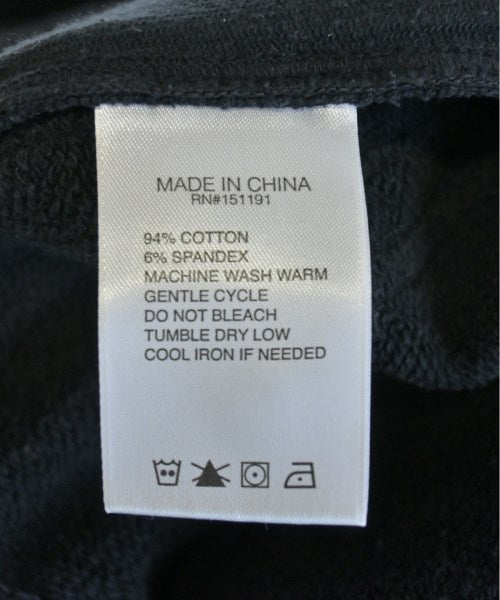 MADE IN CHINA
RN#151191
94% COTTON
6% SPANDEX
MACHINE WASH WARM
GENTLE CYCLE
DO NOT BLEACH
TUMBLE DRY LOW
COOL IRON IF NEEDED